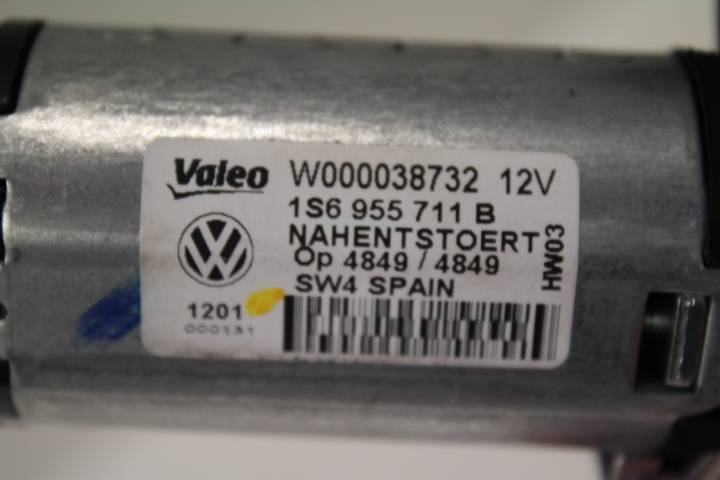 Valeo W000038732 12V
1S6 955 711 B
NAHENTSTOERT
Op 4849 / 4849
SW4 SPAIN
HW03
1201
000131